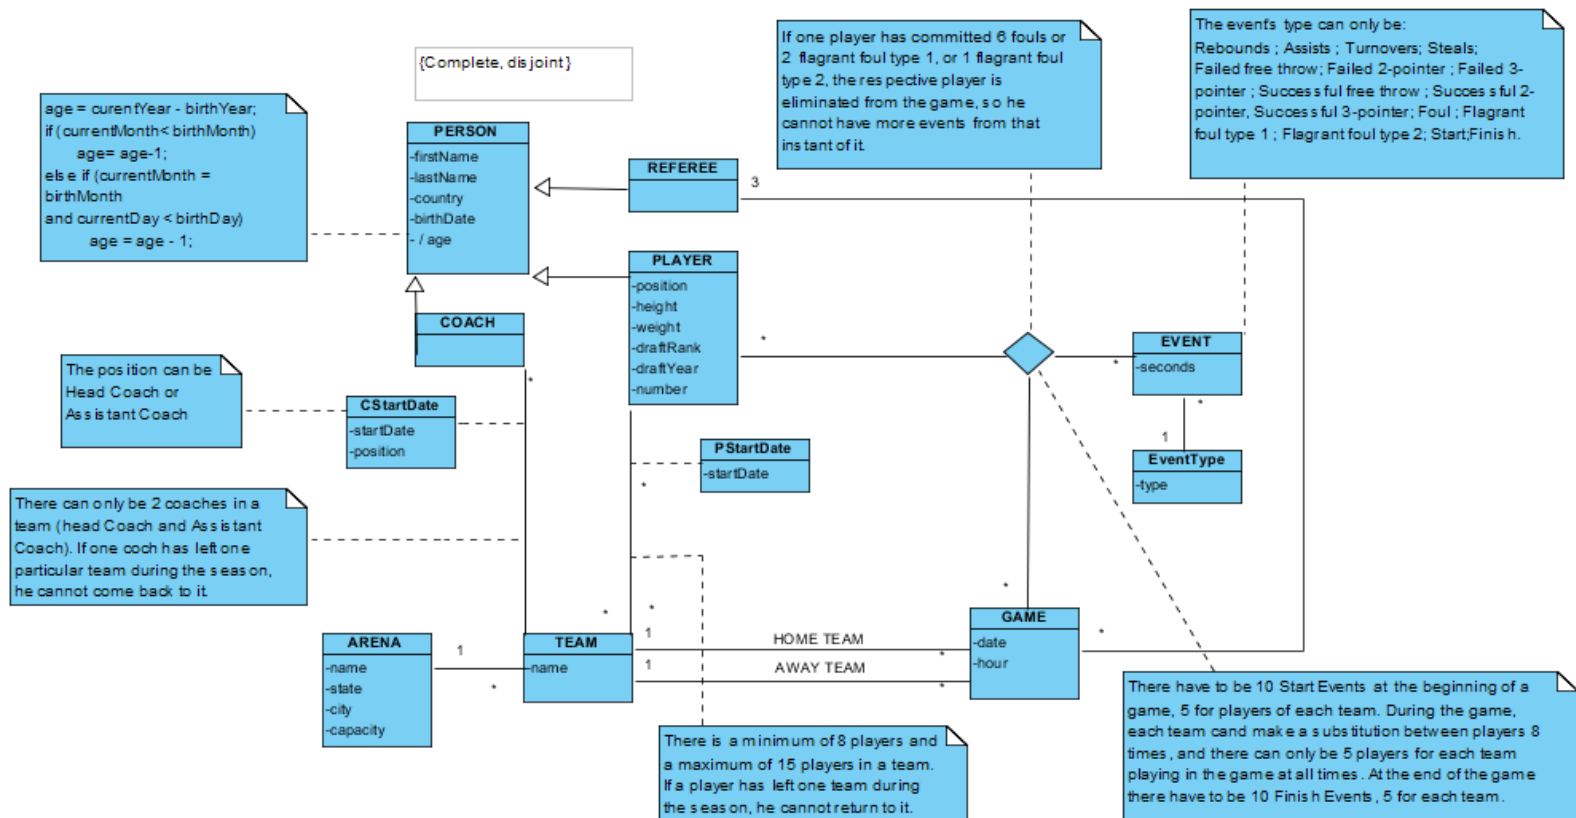 {Complete, disjoint}
If one player has committed 6 fouls or
2 flagrant foul type 1, or 1 flagrant foul
type 2, the respective player is
eliminated from the game, so he
cannot have more events from that
instant of it.
The event's type can only be:
Rebounds ; Assists ; Turnovers; Steals;
Failed free throw; Failed 2-pointer ; Failed 3-
pointer ; Successful free throw ; Successful 2-
pointer, Successful 3-pointer; Foul ; Flagrant
foul type 1 ; Flagrant foul type 2; Start;Finish.
age = curentYear - birthYear;
if (currentMonth< birthMonth)
age= age-1;
else if (currentMonth =
birthMonth
and currentDay < birthDay)
age = age - 1;
PERSON
-firstName
-lastName
-country
-birthDate
- / age
REFEREE
3
PLAYER
-position
-height
-weight
-draftRank
-draftYear
-number
*
COACH
*
EVENT
-seconds
*
*
1
EventType
-type
The position can be
Head Coach or
Assistant Coach
CStartDate
-startDate
-position
PStartDate
-startDate
*
There can only be 2 coaches in a
team (head Coach and Assistant
Coach). If one coch has left one
particular team during the season,
he cannot come back to it.
ARENA
-name
-state
-city
-capacity
1
*
*
*
TEAM
-name
1
HOME TEAM
*
1
AWAY TEAM
*
*
GAME
-date
-hour
*
There is a minimum of 8 players and
a maximum of 15 players in a team.
If a player has left one team during
the season, he cannot return to it.
There have to be 10 Start Events at the beginning of a
game, 5 for players of each team. During the game,
each team cand make a substitution between players 8
times, and there can only be 5 players for each team
playing in the game at all times. At the end of the game
there have to be 10 Finish Events, 5 for each team.